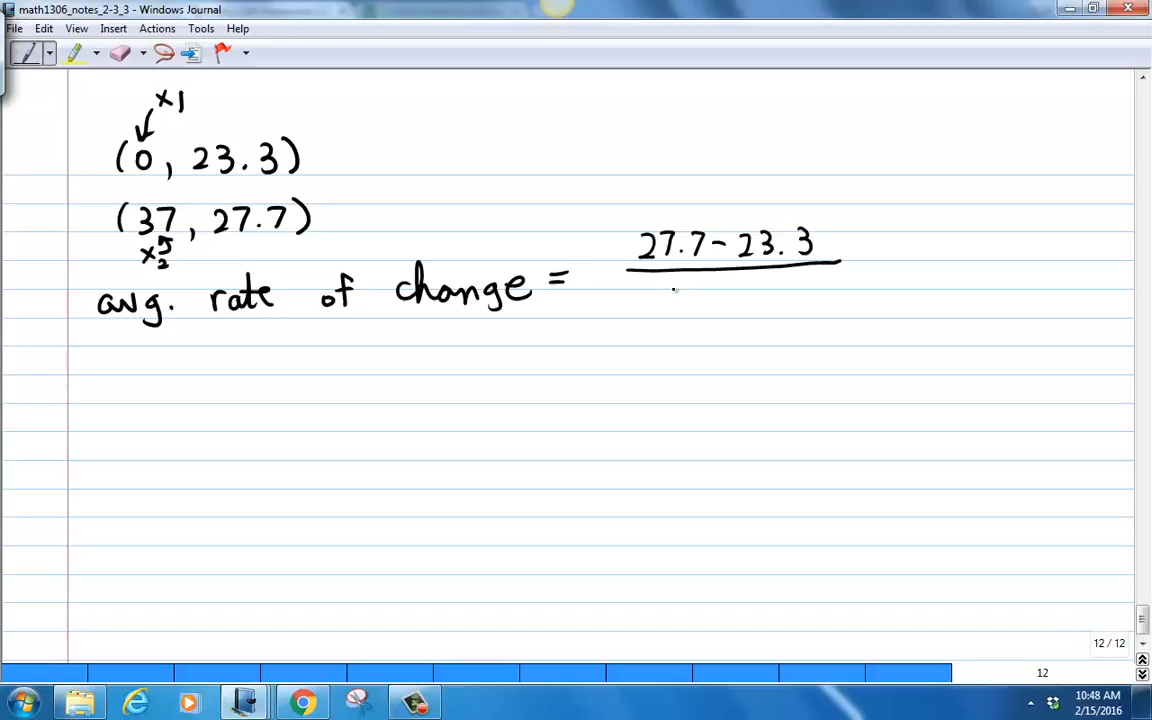 math1306_notes_2-3_3 - Windows Journal
File Edit View Insert Actions Tools Help
x1
(0, 23.3)
(37, 27.7)
x2
27.7 - 23.3
avg. rate of change =
12 / 12
12
10:48 AM
2/15/2016